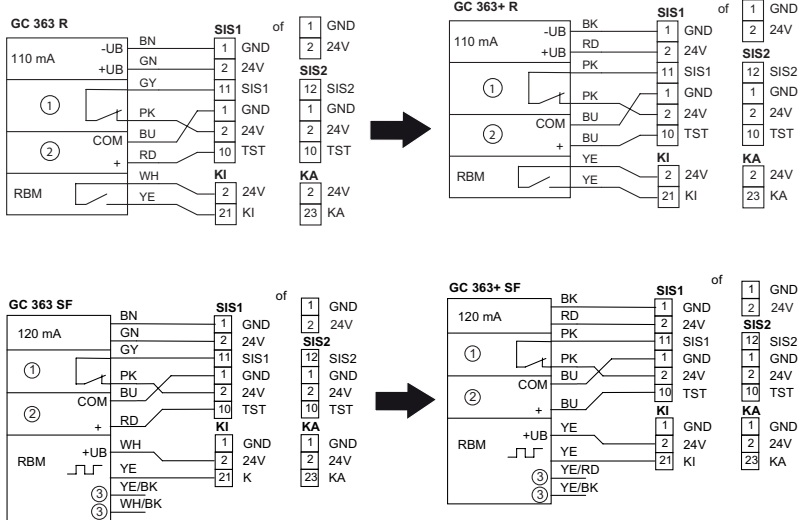 GC 363 R
110 mA
-UB
+UB
1
2
COM
+
RBM
BN
GN
GY
PK
BU
RD
WH
YE
SIS1
1 GND
2 24V
11 SIS1
1 GND
2 24V
10 TST
KI
2 24V
21 KI
of
1 GND
2 24V
SIS2
12 SIS2
1 GND
2 24V
10 TST
KA
2 24V
23 KA
GC 363+ R
110 mA
-UB
+UB
1
2
COM
+
RBM
BK
RD
PK
PK
BU
BU
YE
YE
SIS1
1 GND
2 24V
11 SIS1
1 GND
2 24V
10 TST
KI
2 24V
21 KI
of
1 GND
2 24V
SIS2
12 SIS2
1 GND
2 24V
10 TST
KA
2 24V
23 KA
GC 363 SF
120 mA
1
2
COM
+
RBM
+UB
3
3
BN
GN
GY
PK
BU
RD
WH
YE
YE/BK
WH/BK
SIS1
1 GND
2 24V
11 SIS1
1 GND
2 24V
10 TST
KI
1 GND
2 24V
21 K
of
1 GND
2 24V
SIS2
12 SIS2
1 GND
2 24V
10 TST
KA
1 GND
2 24V
23 KA
GC 363+ SF
120 mA
1
2
COM
+
RBM
+UB
3
3
BK
RD
PK
PK
BU
BU
YE
YE
YE/RD
YE/BK
SIS1
1 GND
2 24V
11 SIS1
1 GND
2 24V
10 TST
KI
1 GND
2 24V
21 KI
of
1 GND
2 24V
SIS2
12 SIS2
1 GND
2 24V
10 TST
KA
1 GND
2 24V
23 KA